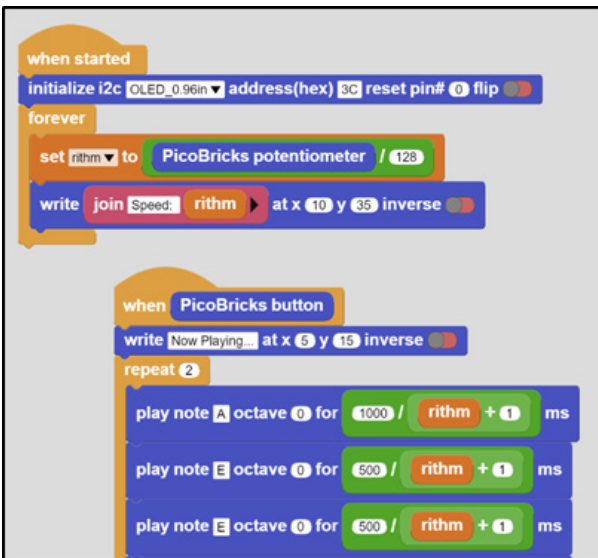 when started
initialize i2c OLED_0.96in address(hex) 3C reset pin# 0 flip
forever
set rithm to PicoBricks potentiometer / 128
write join Speed: rithm at x 10 y 35 inverse
when PicoBricks button
write Now Playing... at x 5 y 15 inverse
repeat 2
play note A octave 0 for 1000 / rithm + 1 ms
play note E octave 0 for 500 / rithm + 1 ms
play note E octave 0 for 500 / rithm + 1 ms